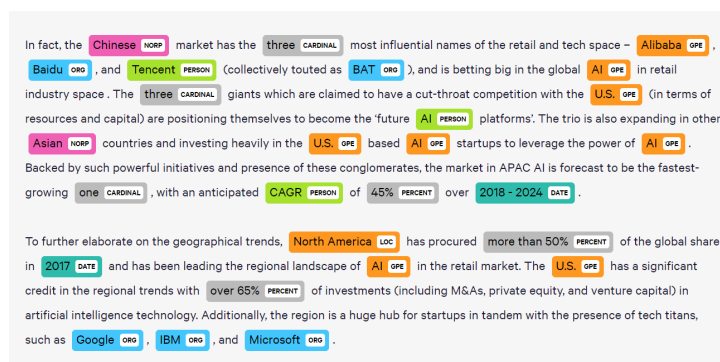 In fact, the Chinese NORP market has the three CARDINAL most influential names of the retail and tech space – Alibaba GPE ,
Baidu ORG , and Tencent PERSON (collectively touted as BAT ORG ), and is betting big in the global AI GPE in retail
industry space . The three CARDINAL giants which are claimed to have a cut-throat competition with the U.S. GPE (in terms of
resources and capital) are positioning themselves to become the ‘future AI PERSON platforms’. The trio is also expanding in other
Asian NORP countries and investing heavily in the U.S. GPE based AI GPE startups to leverage the power of AI GPE .
Backed by such powerful initiatives and presence of these conglomerates, the market in APAC AI is forecast to be the fastest-
growing one CARDINAL , with an anticipated CAGR PERSON of 45% PERCENT over 2018 - 2024 DATE .
To further elaborate on the geographical trends, North America LOC has procured more than 50% PERCENT of the global share
in 2017 DATE and has been leading the regional landscape of AI GPE in the retail market. The U.S. GPE has a significant
credit in the regional trends with over 65% PERCENT of investments (including M&As, private equity, and venture capital) in
artificial intelligence technology. Additionally, the region is a huge hub for startups in tandem with the presence of tech titans,
such as Google ORG , IBM ORG , and Microsoft ORG .